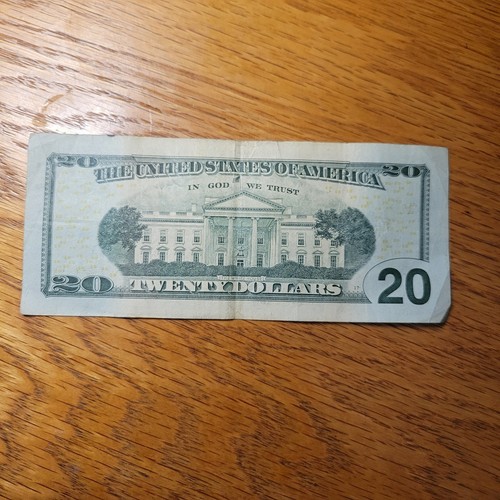 20 THE UNITED STATES OF AMERICA 20
IN GOD WE TRUST
20 TWENTY DOLLARS 20